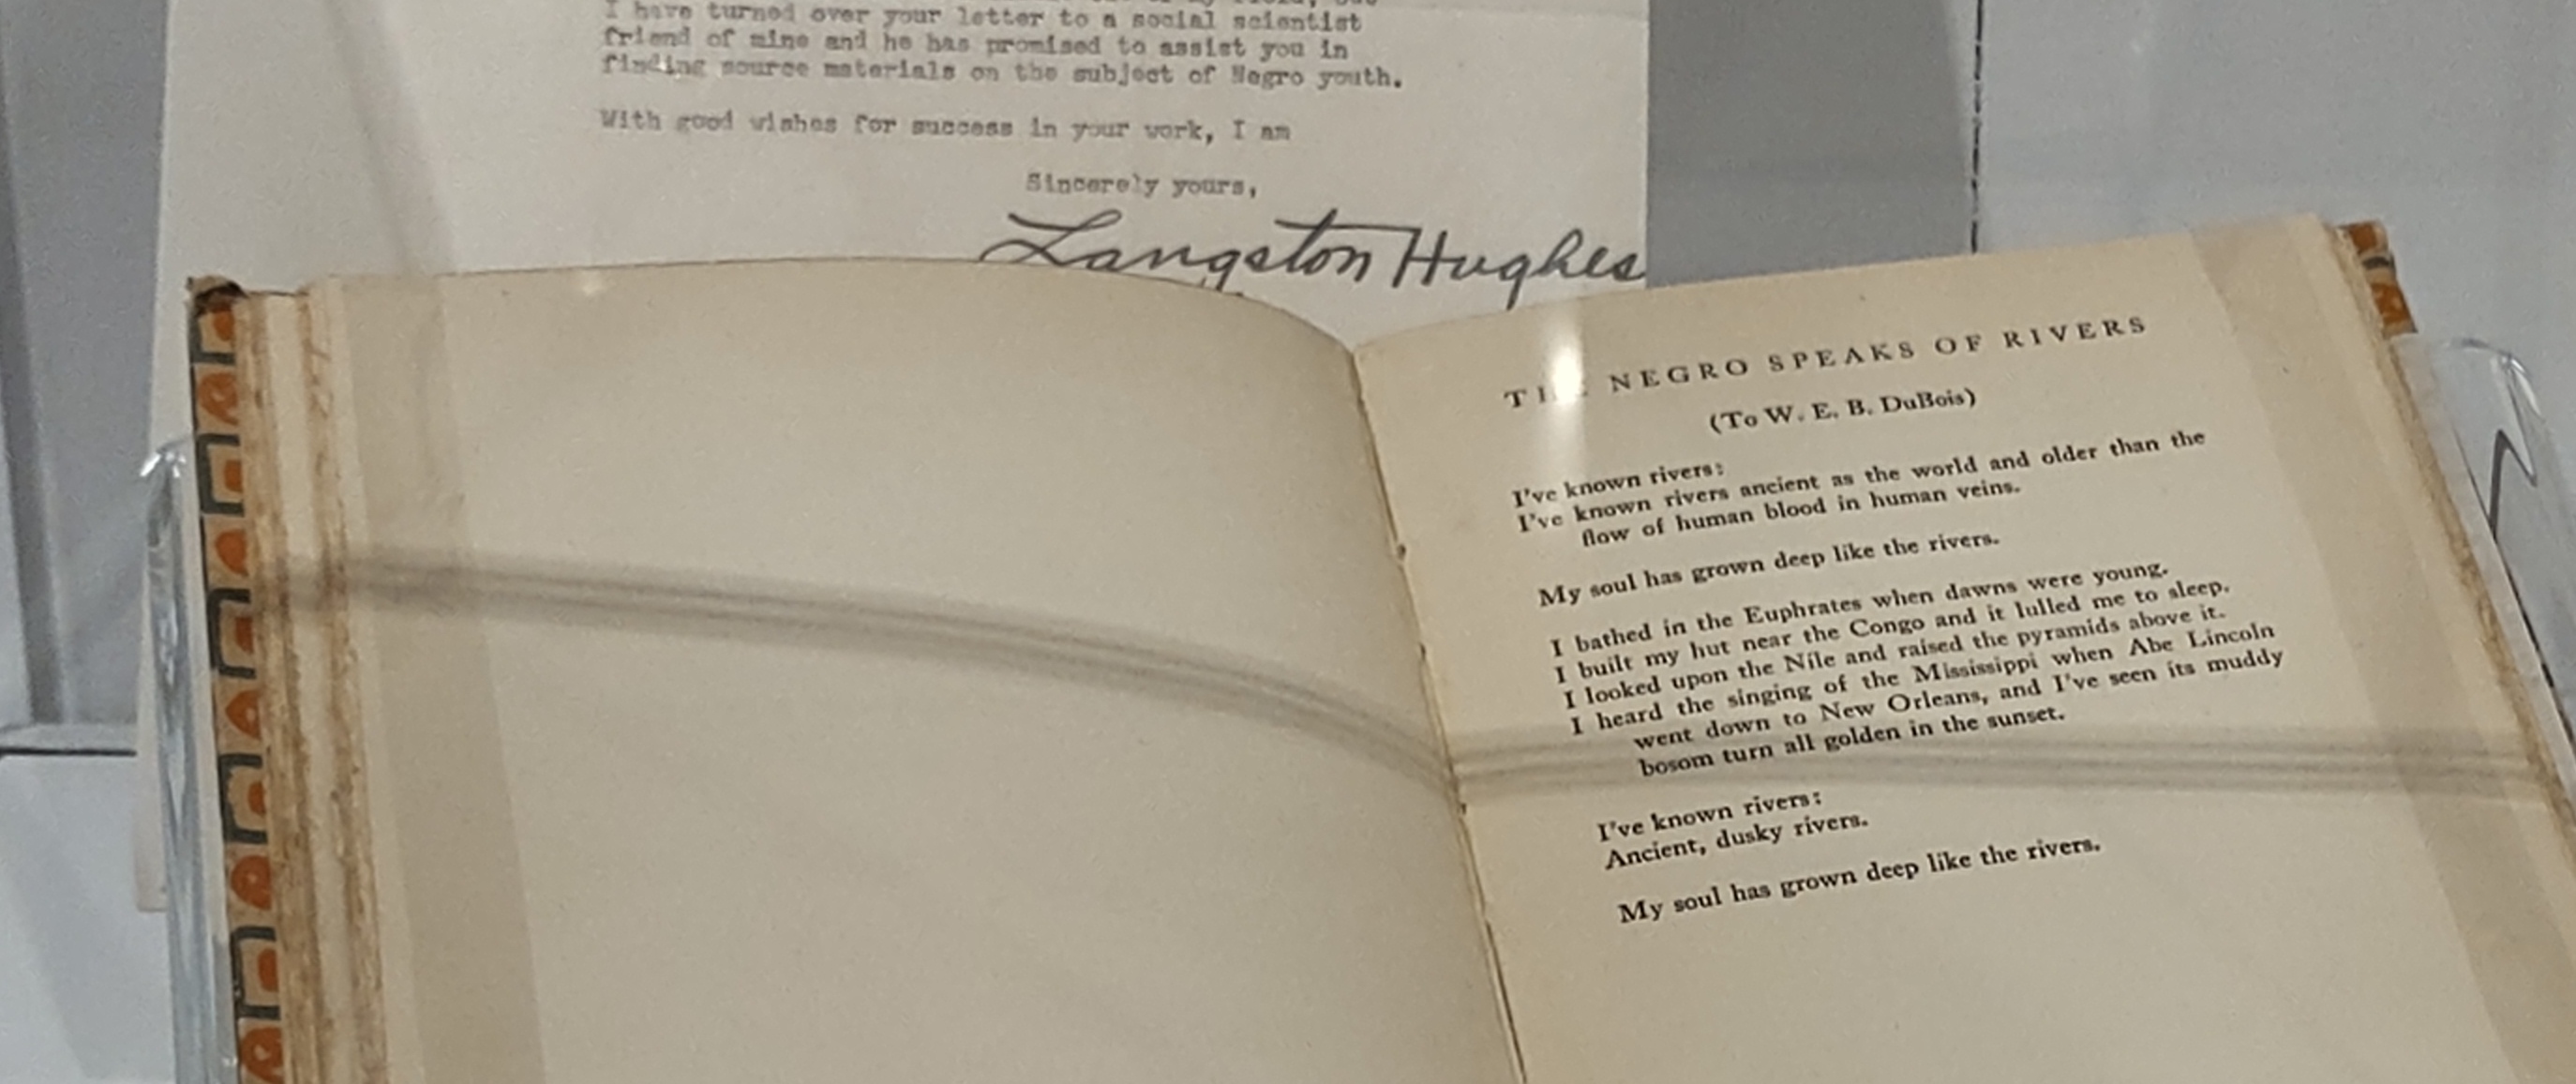 I have turned over your letter to a social scientist
friend of mine and he has promised to assist you in
finding source materials on the subject of Negro youth.
With good wishes for success in your work, I am
Sincerely yours,
Langston Hughes
NEGRO SPEAKS OF RIVERS
(To W. E. B. DuBois)
I've known rivers:
I've known rivers ancient as the world and older than the
flow of human blood in human veins.
My soul has grown deep like the rivers.
I bathed in the Euphrates when dawns were young.
I built my hut near the Congo and it lulled me to sleep.
I looked upon the Nile and raised the pyramids above it.
I heard the singing of the Mississippi when Abe Lincoln
went down to New Orleans, and I've seen its muddy
bosom turn all golden in the sunset.
I've known rivers:
Ancient, dusky rivers.
My soul has grown deep like the rivers.